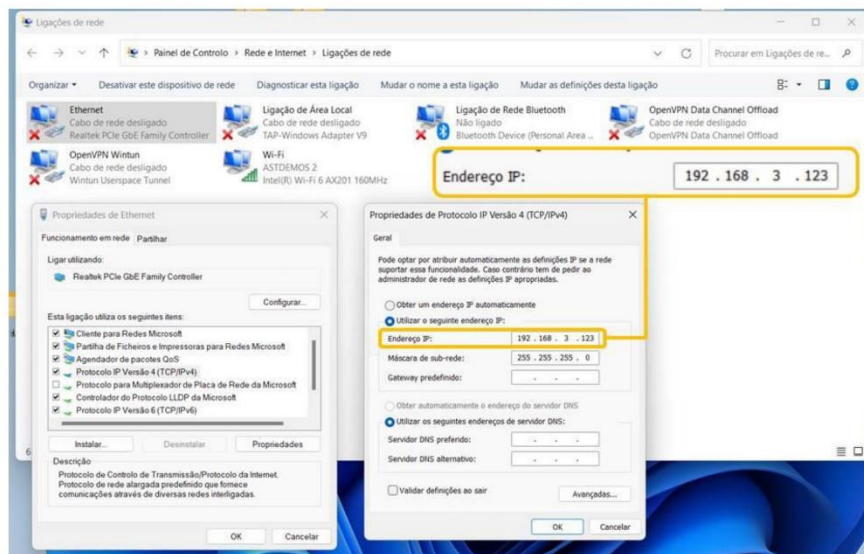 Ligações de rede
Painel de Controlo > Rede e Internet > Ligações de rede
Procurar em Ligações de re...
Organizar Desativar este dispositivo de rede Diagnosticar esta ligação Mudar o nome a esta ligação Mudar as definições desta ligação
Ethernet
Cabo de rede desligado
Realtek PCIe GbE Family Controller
Ligação de Área Local
Cabo de rede desligado
TAP-Windows Adapter V9
Ligação de Rede Bluetooth
Não ligado
Bluetooth Device (Personal Area ...
OpenVPN Data Channel Offload
Cabo de rede desligado
OpenVPN Data Channel Offload
OpenVPN Wintun
Cabo de rede desligado
Wintun Userspace Tunnel
Wi-Fi
ASTDEMOS 2
Intel(R) Wi-Fi 6 AX201 160MHz
Endereço IP: 192 . 168 . 3 . 123
Propriedades de Ethernet
Funcionamento em rede Partilhar
Ligar utilizando:
Realtek PCIe GbE Family Controller
Configurar...
Esta ligação utiliza os seguintes itens:
Cliente para Redes Microsoft
Partilha de Ficheiros e Impressoras para Redes Microsoft
Agendador de pacotes QoS
Protocolo IP Versão 4 (TCP/IPv4)
Protocolo para Multiplexador de Placa de Rede da Microsoft
Controlador do Protocolo LLDP da Microsoft
Protocolo IP Versão 6 (TCP/IPv6)
Instalar... Desinstalar Propriedades
Descrição
Protocolo de Controlo de Transmissão/Protocolo da Internet.
Protocolo de rede alargada predefinido que fornece
comunicações através de diversas redes interligadas.
OK Cancelar
Propriedades de Protocolo IP Versão 4 (TCP/IPv4)
Geral
Pode optar por atribuir automaticamente as definições IP se a rede
suportar essa funcionalidade. Caso contrário tem de pedir ao
administrador de rede as definições IP apropriadas.
Obter um endereço IP automaticamente
Utilizar o seguinte endereço IP:
Endereço IP: 192 . 168 . 3 . 123
Máscara de sub-rede: 255 . 255 . 255 . 0
Gateway predefinido: . . .
Obter automaticamente o endereço do servidor DNS
Utilizar os seguintes endereços de servidor DNS:
Servidor DNS preferido: . . .
Servidor DNS alternativo: . . .
Validar definições ao sair
Avançadas...
OK Cancelar